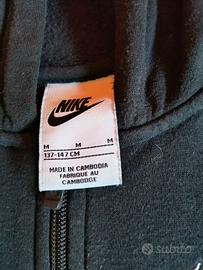 NIKE
M M M
137-147 CM
MADE IN CAMBODIA
FABRIQUE AU
CAMBODGE
subito